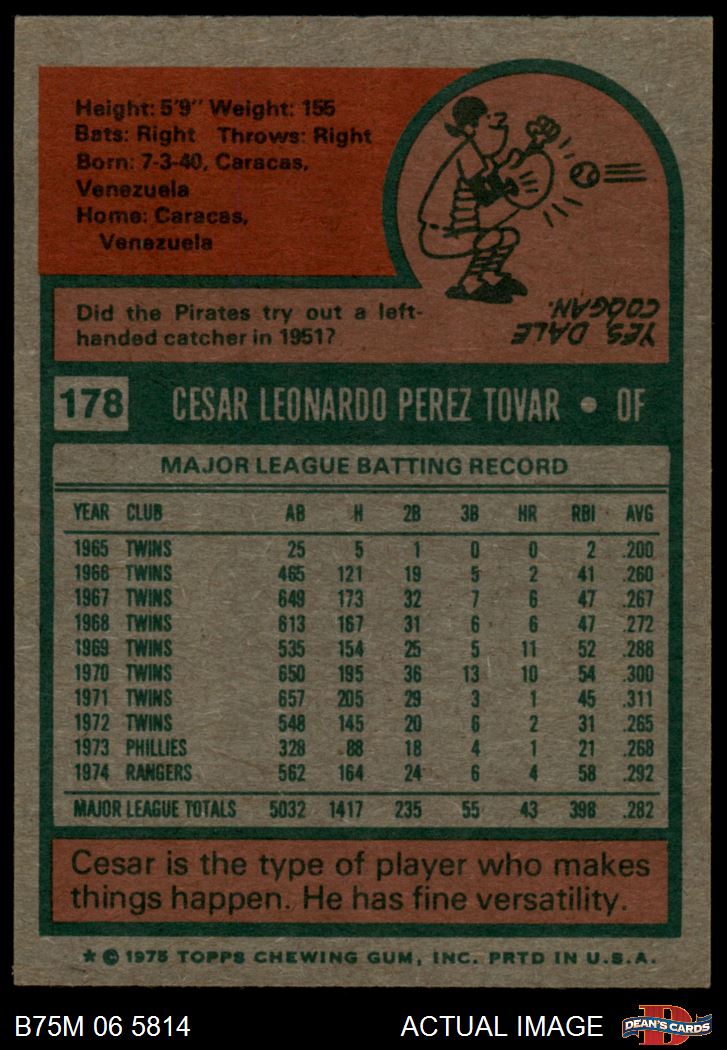 Height: 5'9" Weight: 155
Bats: Right Throws: Right
Born: 7-3-40, Caracas,
Venezuela
Home: Caracas,
Venezuela
Did the Pirates try out a left-
handed catcher in 1951?
YES, DALE
COOGAN.
178 CESAR LEONARDO PEREZ TOVAR • OF
MAJOR LEAGUE BATTING RECORD
YEAR CLUB AB H 2B 3B HR RBI AVG
1965 TWINS 25 5 1 0 0 2 .200
1966 TWINS 465 121 19 5 2 41 .260
1967 TWINS 649 173 32 7 6 47 .267
1968 TWINS 613 167 31 6 6 47 .272
1969 TWINS 535 154 25 5 11 52 .288
1970 TWINS 650 195 36 13 10 54 .300
1971 TWINS 657 205 29 3 1 45 .311
1972 TWINS 548 145 20 6 2 31 .265
1973 PHILLIES 328 88 18 4 1 21 .268
1974 RANGERS 562 164 24 6 4 58 .292
MAJOR LEAGUE TOTALS 5032 1417 235 55 43 398 .282
Cesar is the type of player who makes
things happen. He has fine versatility.
★ © 1975 TOPPS CHEWING GUM, INC. PRTD IN U.S.A.
B75M 06 5814 ACTUAL IMAGE D DEAN'S CARDS